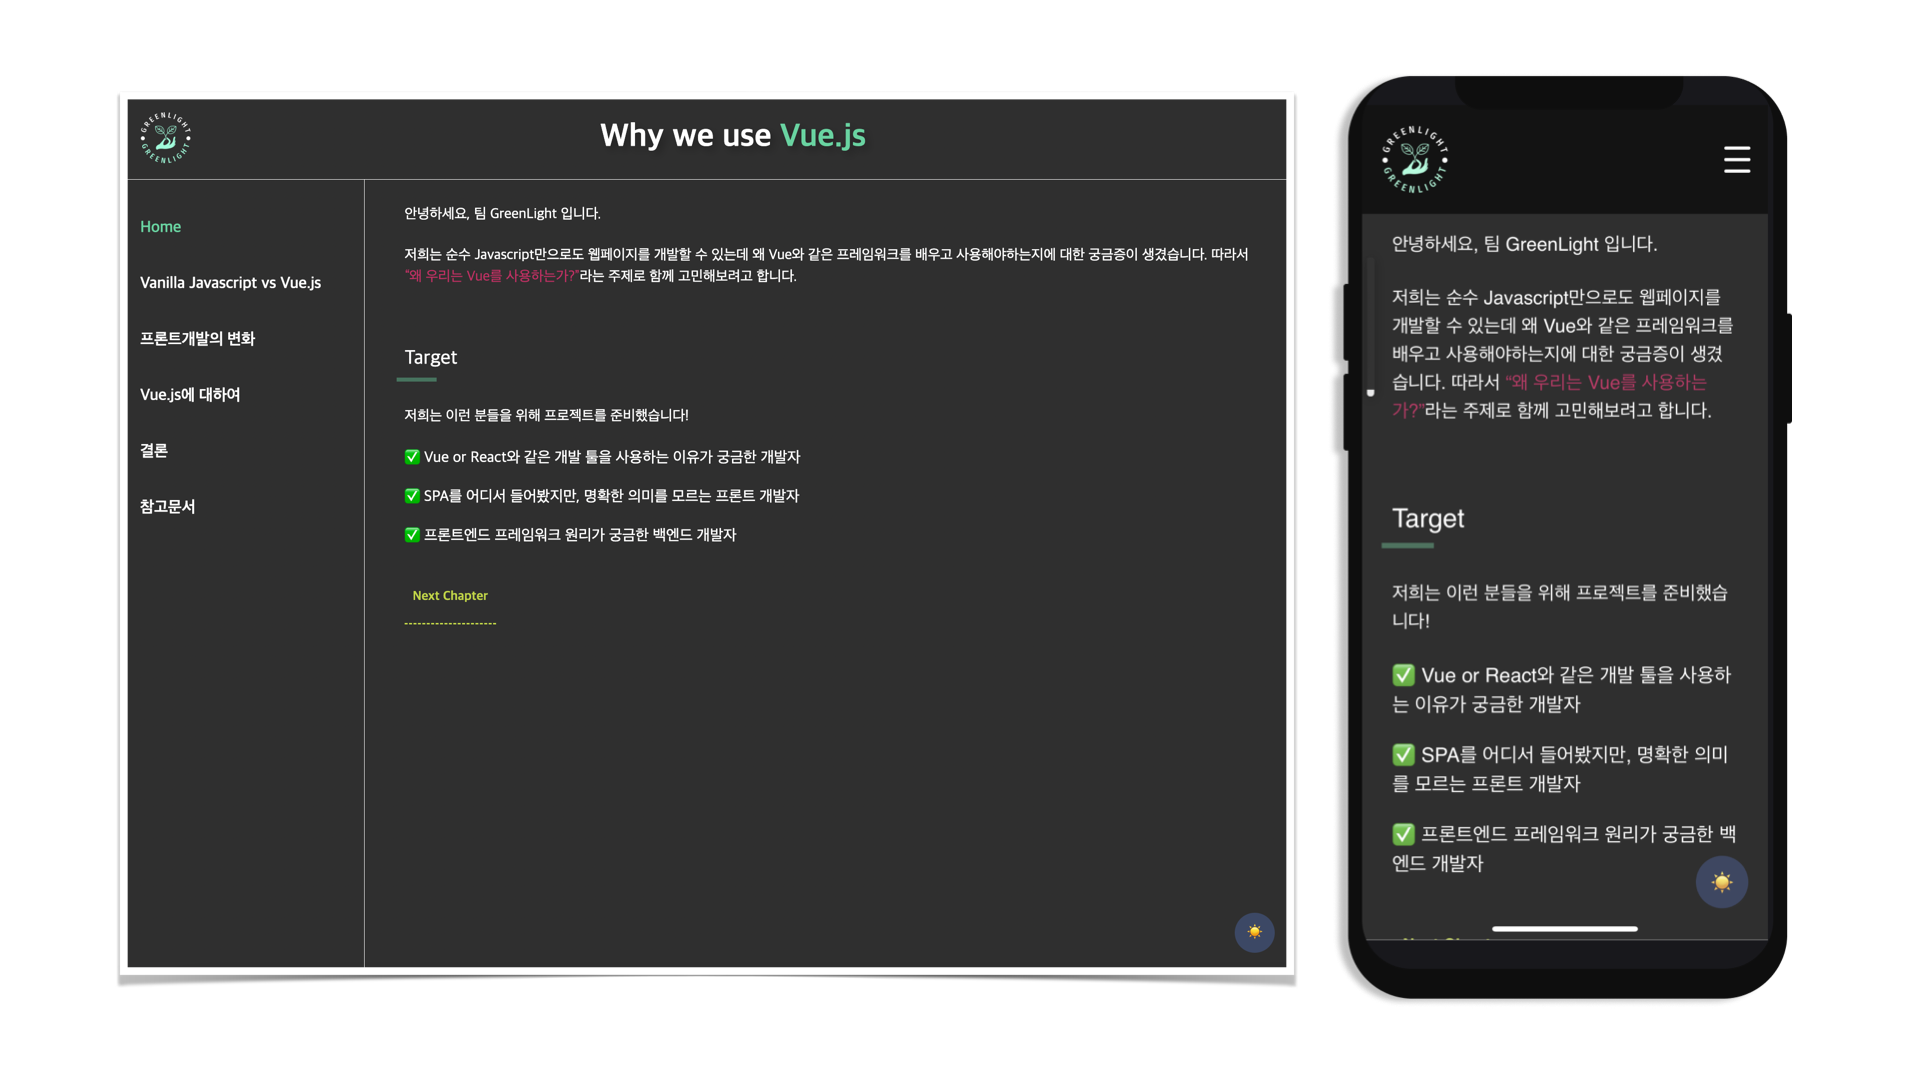 GREENLIGHT
GREENLIGHT
Why we use Vue.js
Home
Vanilla Javascript vs Vue.js
프론트개발의 변화
Vue.js에 대하여
결론
참고문서
안녕하세요, 팀 GreenLight 입니다.
저희는 순수 Javascript만으로도 웹페이지를 개발할 수 있는데 왜 Vue와 같은 프레임워크를 배우고 사용해야하는지에 대한 궁금증이 생겼습니다. 따라서
“왜 우리는 Vue를 사용하는가?”라는 주제로 함께 고민해보려고 합니다.
Target
저희는 이런 분들을 위해 프로젝트를 준비했습니다!
✅ Vue or React와 같은 개발 툴을 사용하는 이유가 궁금한 개발자
✅ SPA를 어디서 들어봤지만, 명확한 의미를 모르는 프론트 개발자
✅ 프론트엔드 프레임워크 원리가 궁금한 백엔드 개발자
Next Chapter
---------------------
GREENLIGHT
GREENLIGHT
안녕하세요, 팀 GreenLight 입니다.
저희는 순수 Javascript만으로도 웹페이지를
개발할 수 있는데 왜 Vue와 같은 프레임워크를
배우고 사용해야하는지에 대한 궁금증이 생겼
습니다. 따라서 “왜 우리는 Vue를 사용하는
가?”라는 주제로 함께 고민해보려고 합니다.
Target
저희는 이런 분들을 위해 프로젝트를 준비했습
니다!
✅ Vue or React와 같은 개발 툴을 사용하
는 이유가 궁금한 개발자
✅ SPA를 어디서 들어봤지만, 명확한 의미
를 모르는 프론트 개발자
✅ 프론트엔드 프레임워크 원리가 궁금한 백
엔드 개발자